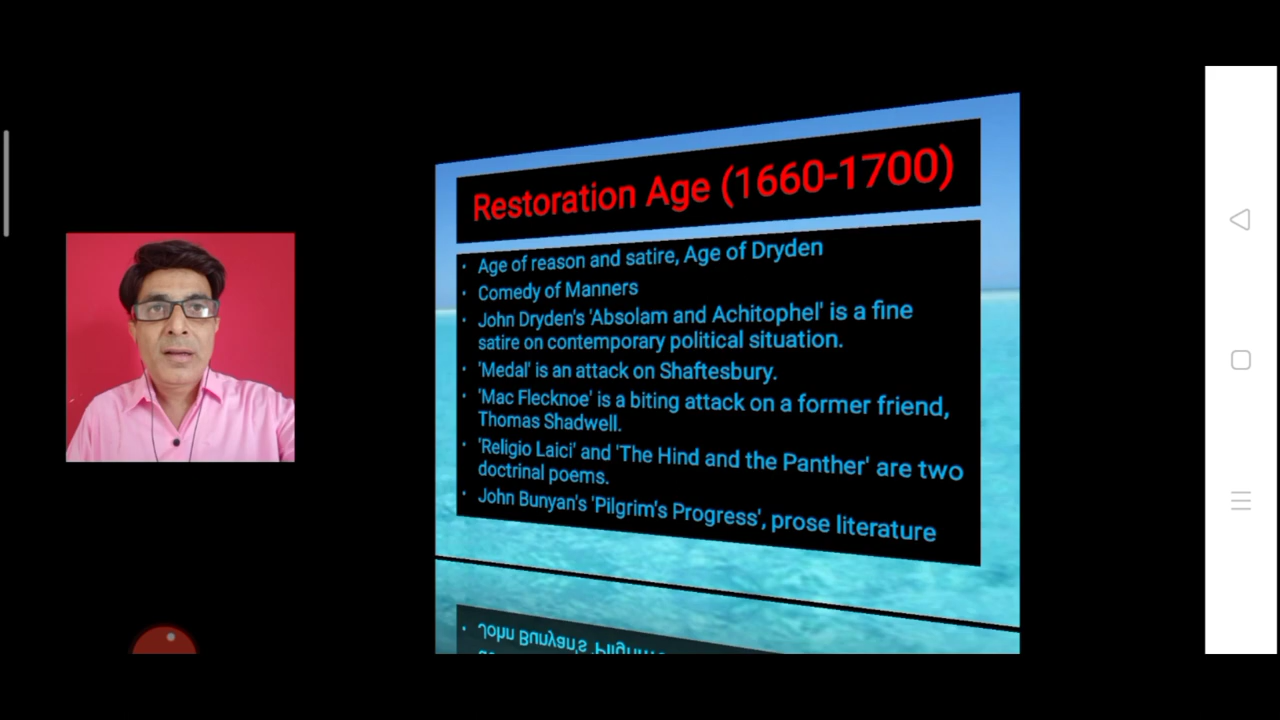 Restoration Age (1660-1700)
• Age of reason and satire, Age of Dryden
• Comedy of Manners
• John Dryden's 'Absolam and Achitophel' is a fine
satire on contemporary political situation.
• 'Medal' is an attack on Shaftesbury.
• 'Mac Flecknoe' is a biting attack on a former friend,
Thomas Shadwell.
• 'Religio Laici' and 'The Hind and the Panther' are two
doctrinal poems.
• John Bunyan's 'Pilgrim's Progress', prose literature
• John Bunyan's 'Pilgrim's